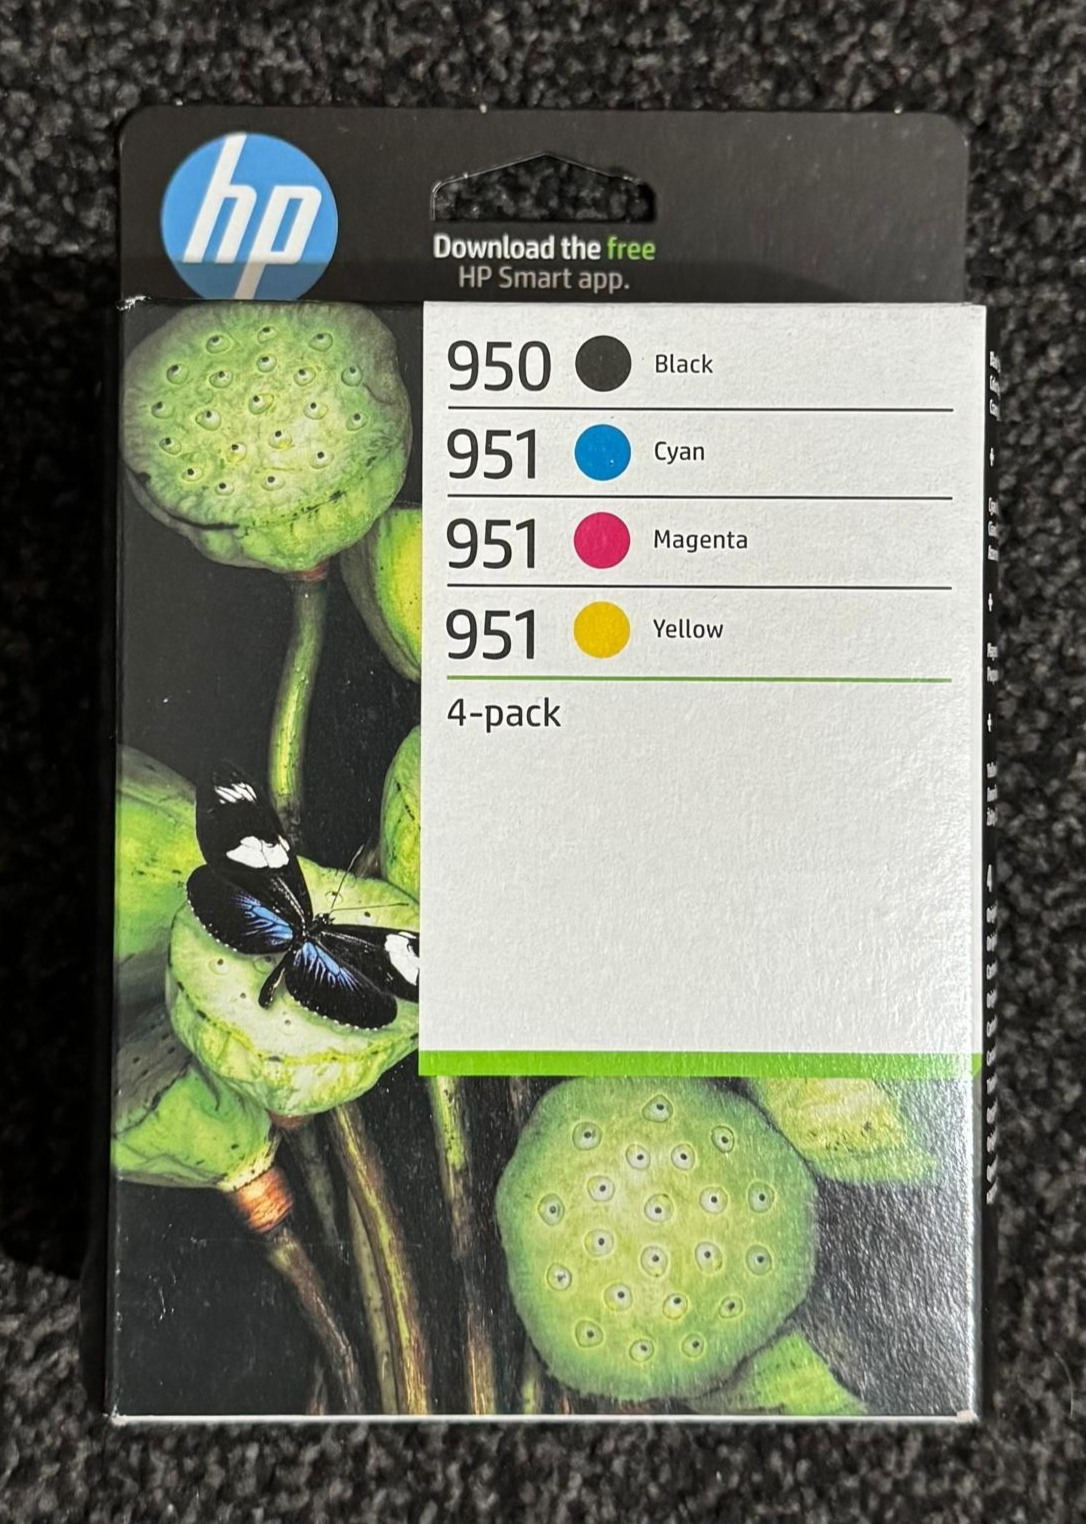 hp
Download the free
HP Smart app.
950 Black
951 Cyan
951 Magenta
951 Yellow
4-pack